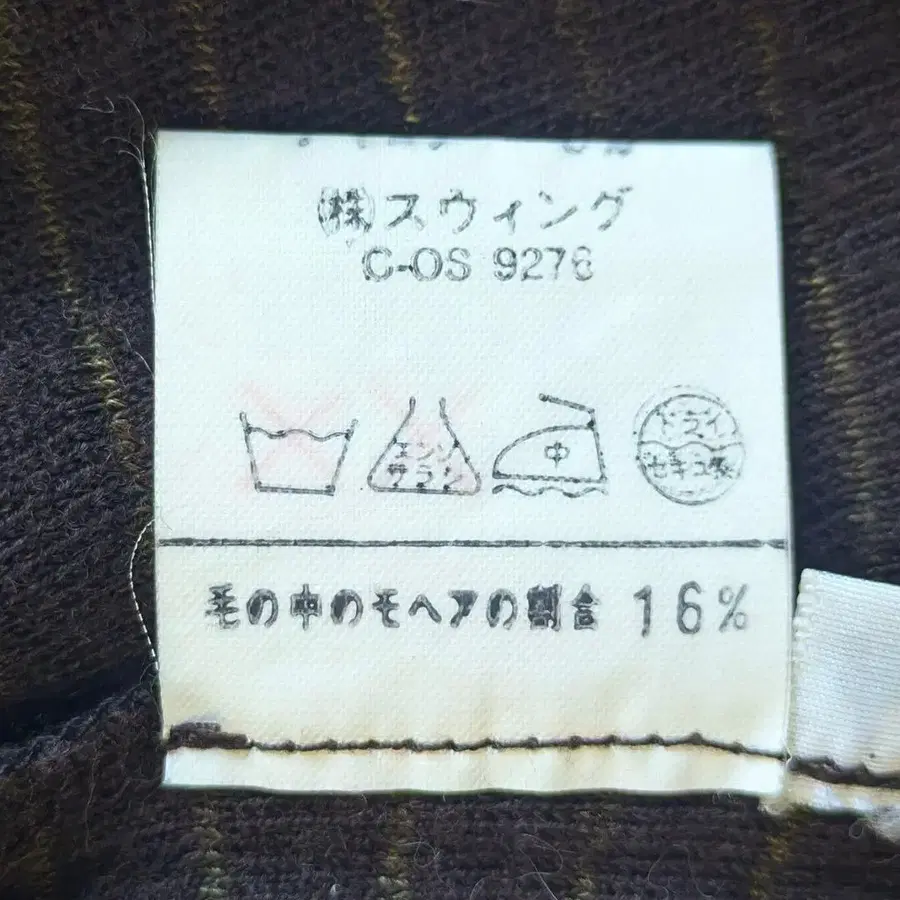 ㈱スウィング
C-OS 9276
エンソ サラシ
中
ドライ
セキユ系
毛の中のモヘアの割合 16%